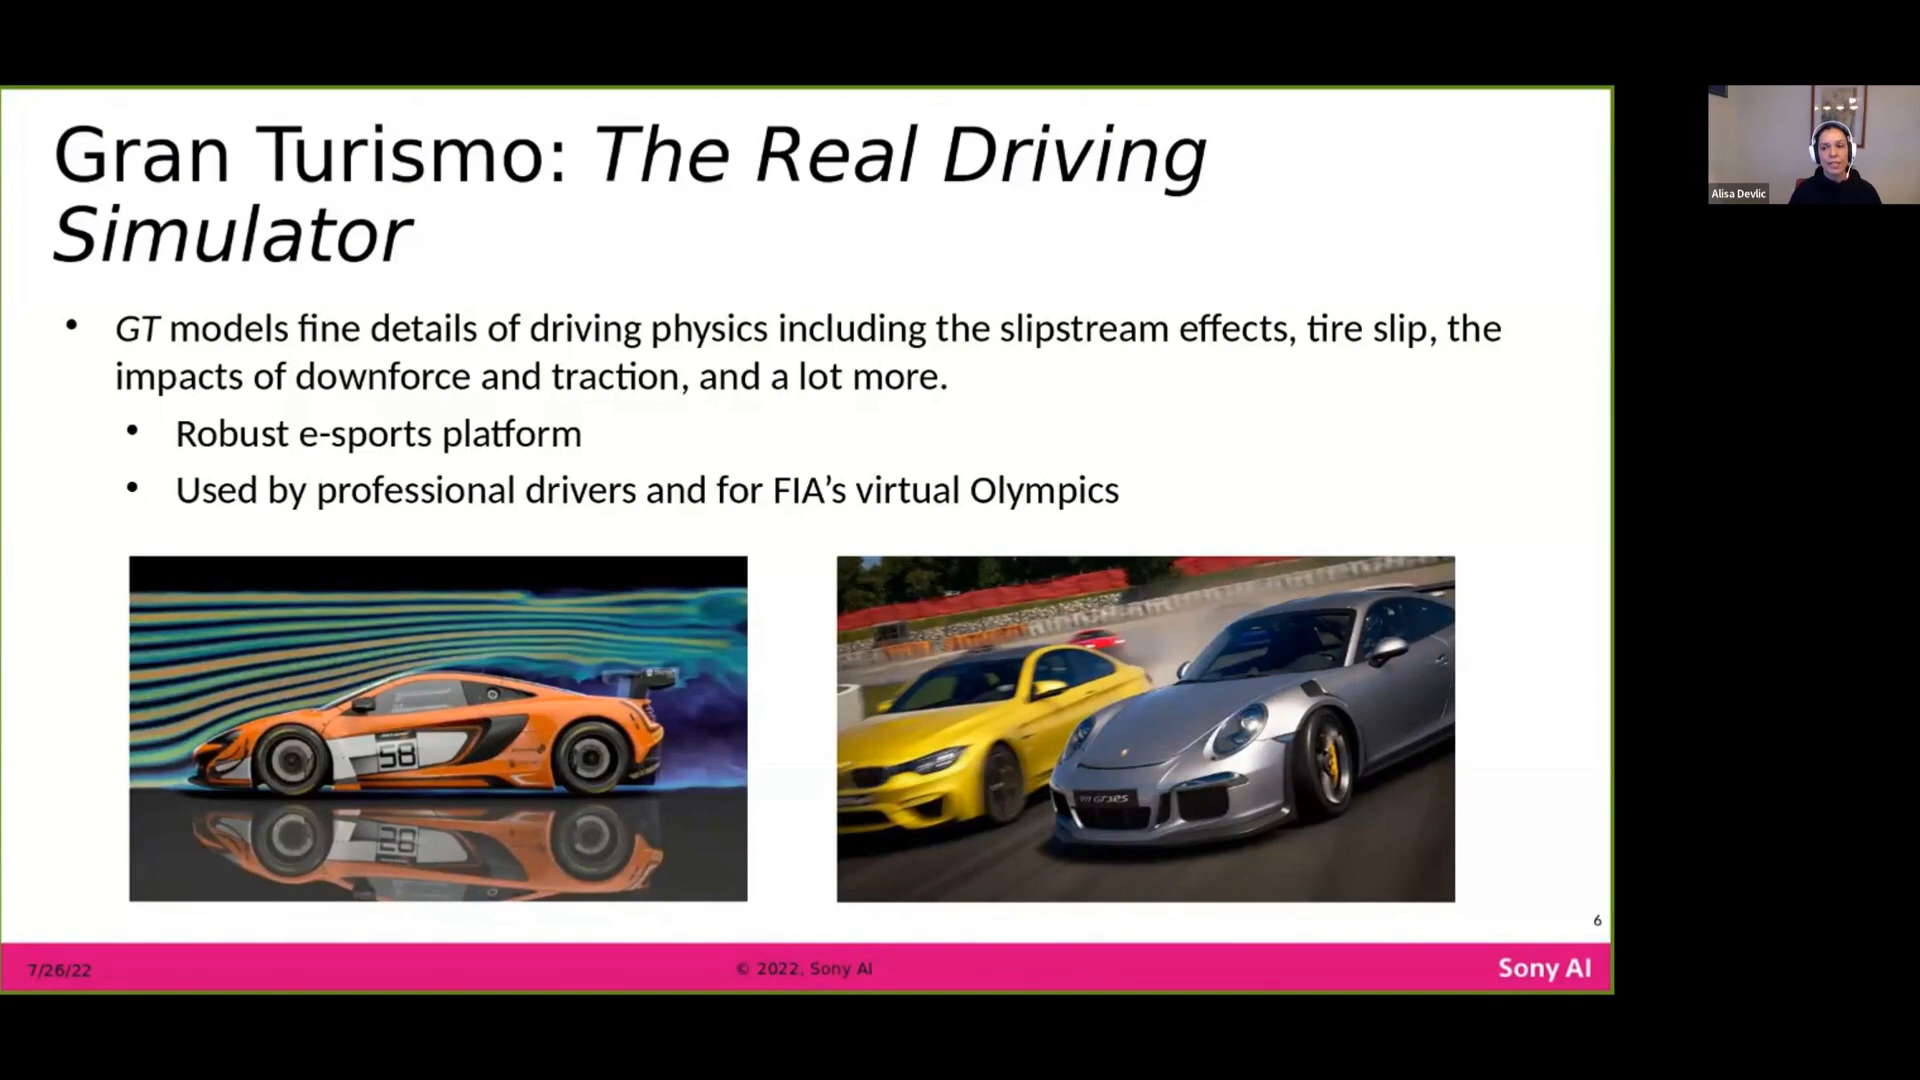 Gran Turismo: The Real Driving
Simulator
• GT models fine details of driving physics including the slipstream effects, tire slip, the
impacts of downforce and traction, and a lot more.
• Robust e-sports platform
• Used by professional drivers and for FIA’s virtual Olympics
58
911 GT3RS
6
7/26/22
© 2022, Sony AI
Sony AI
Alisa Devlic